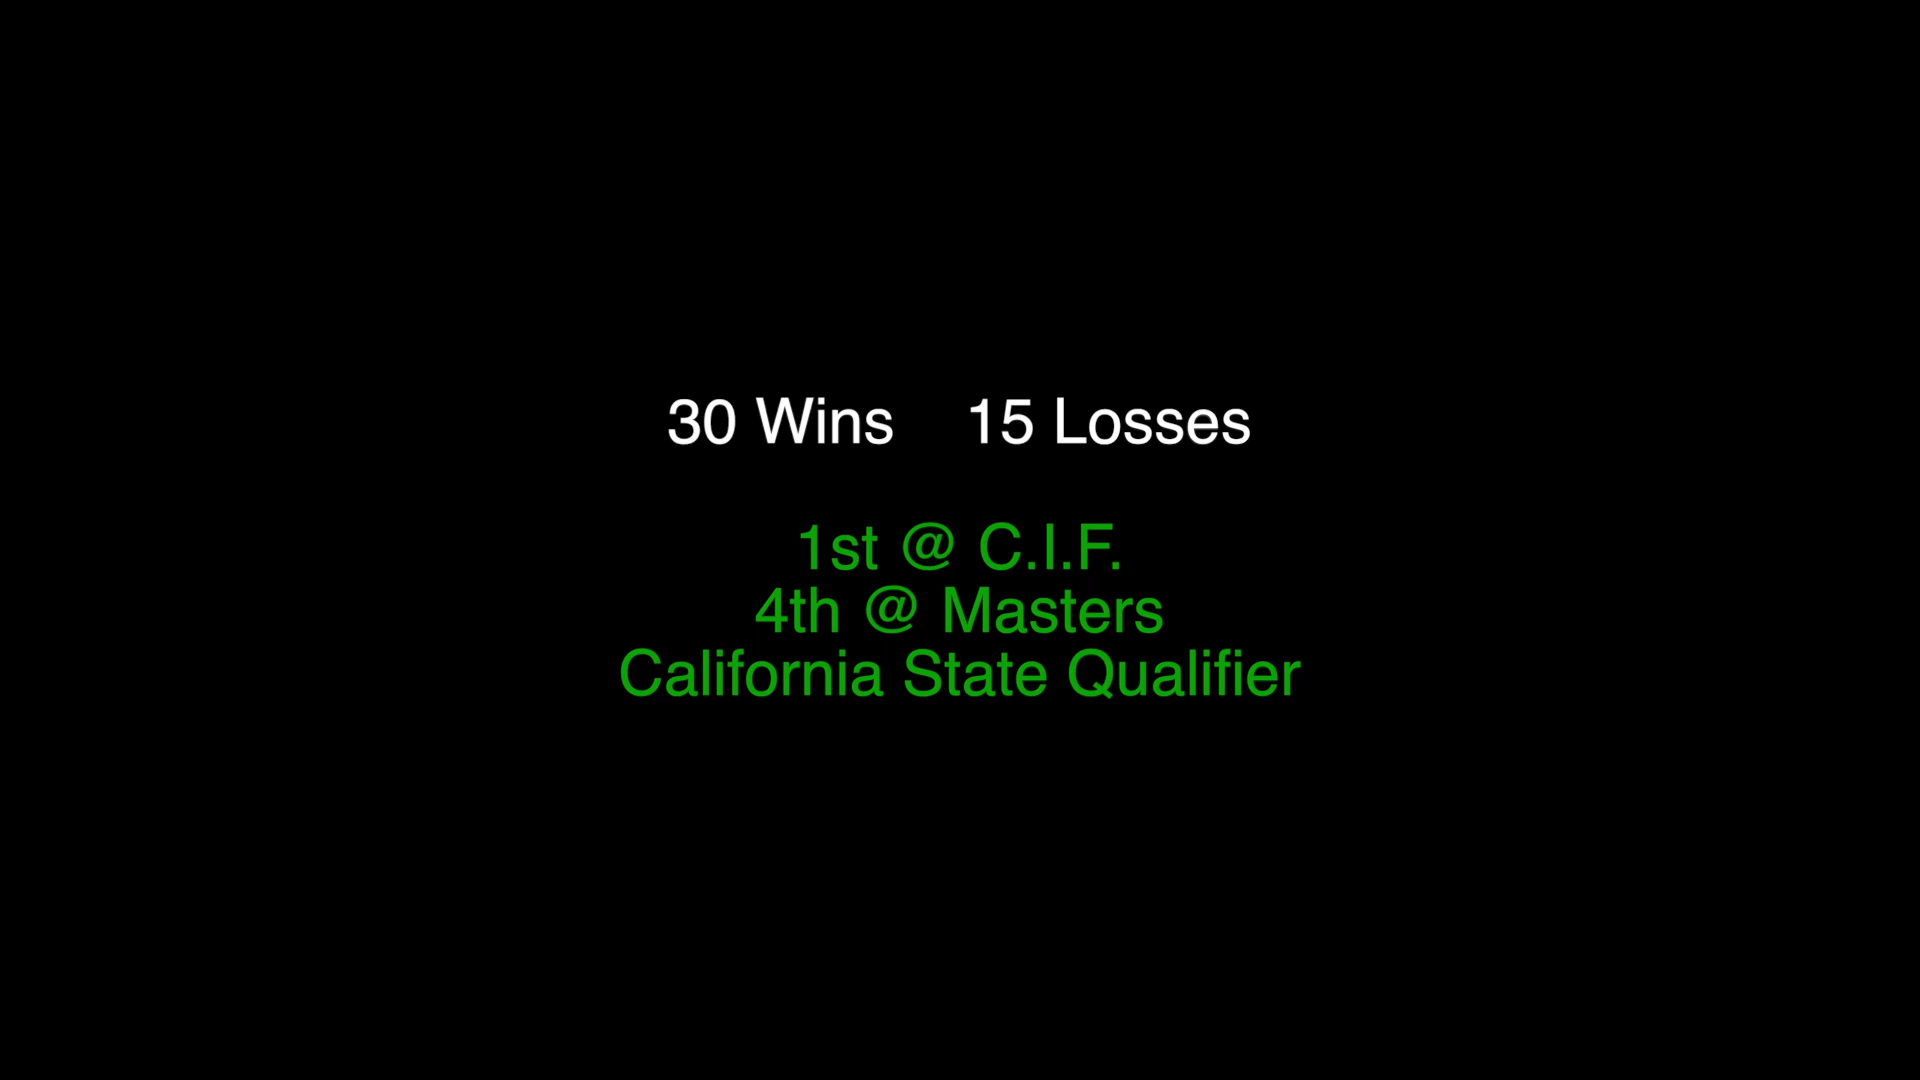 30 Wins 15 Losses
1st @ C.I.F.
4th @ Masters
California State Qualifier